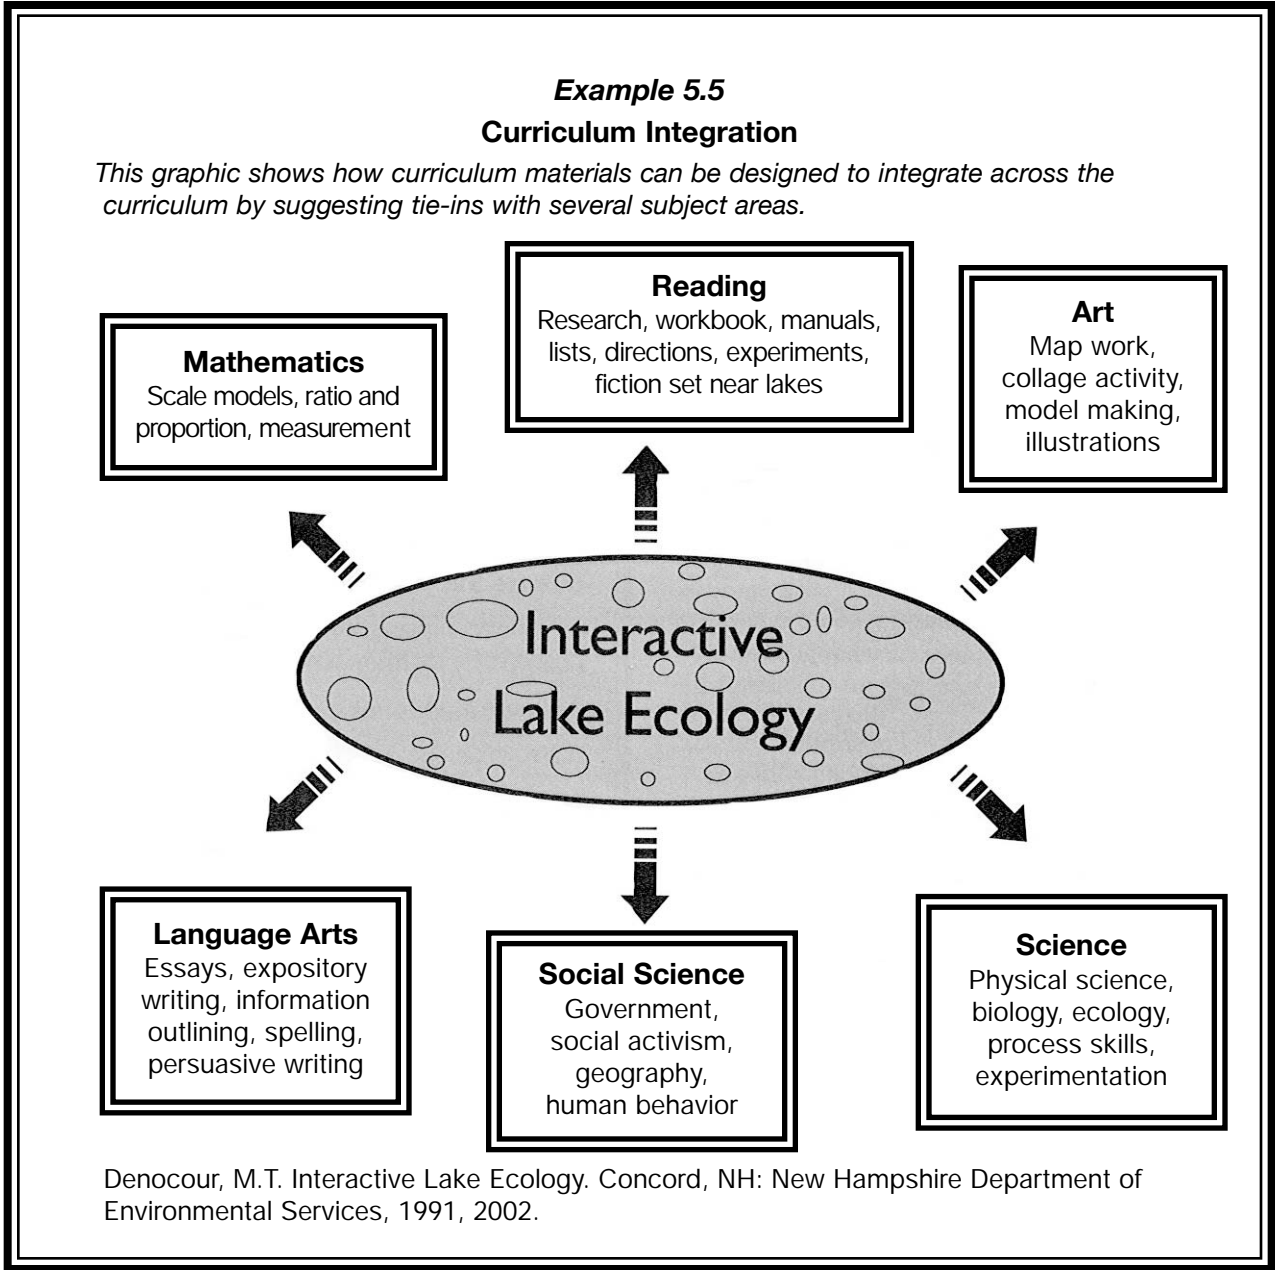 Example 5.5
Curriculum Integration
This graphic shows how curriculum materials can be designed to integrate across the
curriculum by suggesting tie-ins with several subject areas.
Mathematics
Scale models, ratio and
proportion, measurement
Reading
Research, workbook, manuals,
lists, directions, experiments,
fiction set near lakes
Art
Map work,
collage activity,
model making,
illustrations
Interactive
Lake Ecology
Language Arts
Essays, expository
writing, information
outlining, spelling,
persuasive writing
Social Science
Government,
social activism,
geography,
human behavior
Science
Physical science,
biology, ecology,
process skills,
experimentation
Denocour, M.T. Interactive Lake Ecology. Concord, NH: New Hampshire Department of
Environmental Services, 1991, 2002.